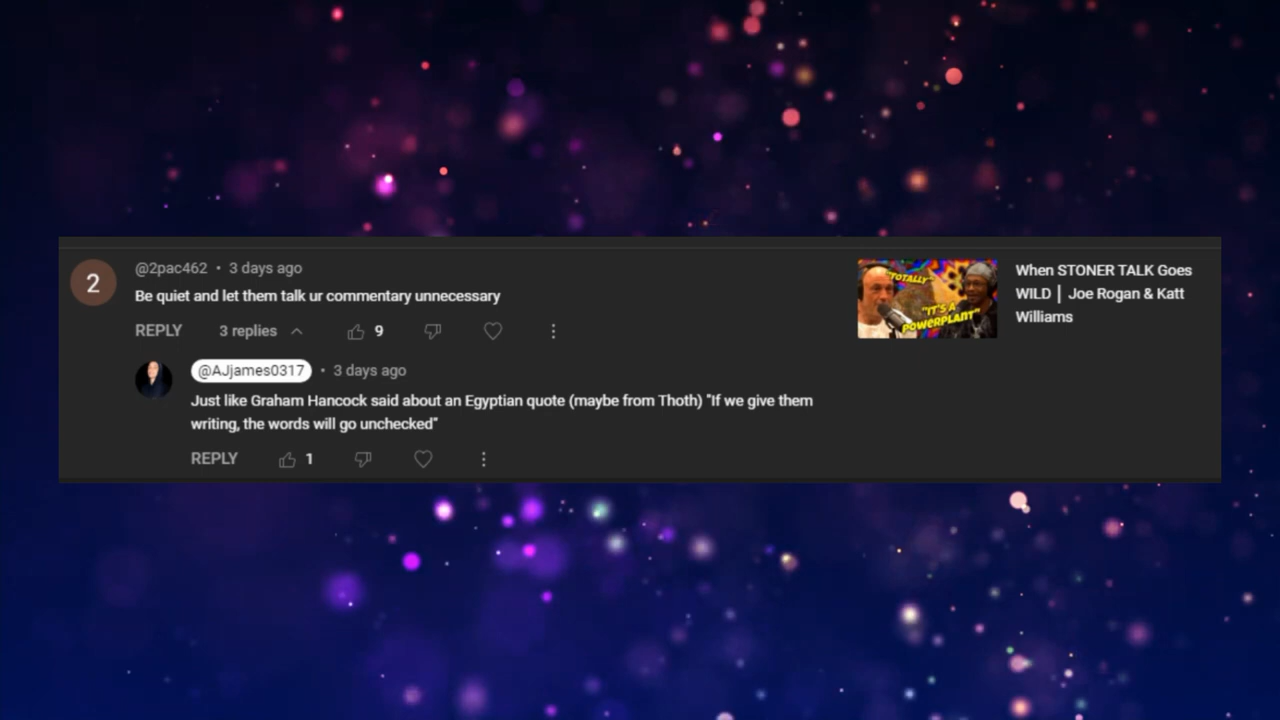 2
@2pac462 • 3 days ago
Be quiet and let them talk ur commentary unnecessary
REPLY 3 replies 9
@AJjames0317 • 3 days ago
Just like Graham Hancock said about an Egyptian quote (maybe from Thoth) "If we give them
writing, the words will go unchecked"
REPLY 1
"TOTALLY"
"IT'S A
POWERPLANT"
When STONER TALK Goes
WILD | Joe Rogan & Katt
Williams